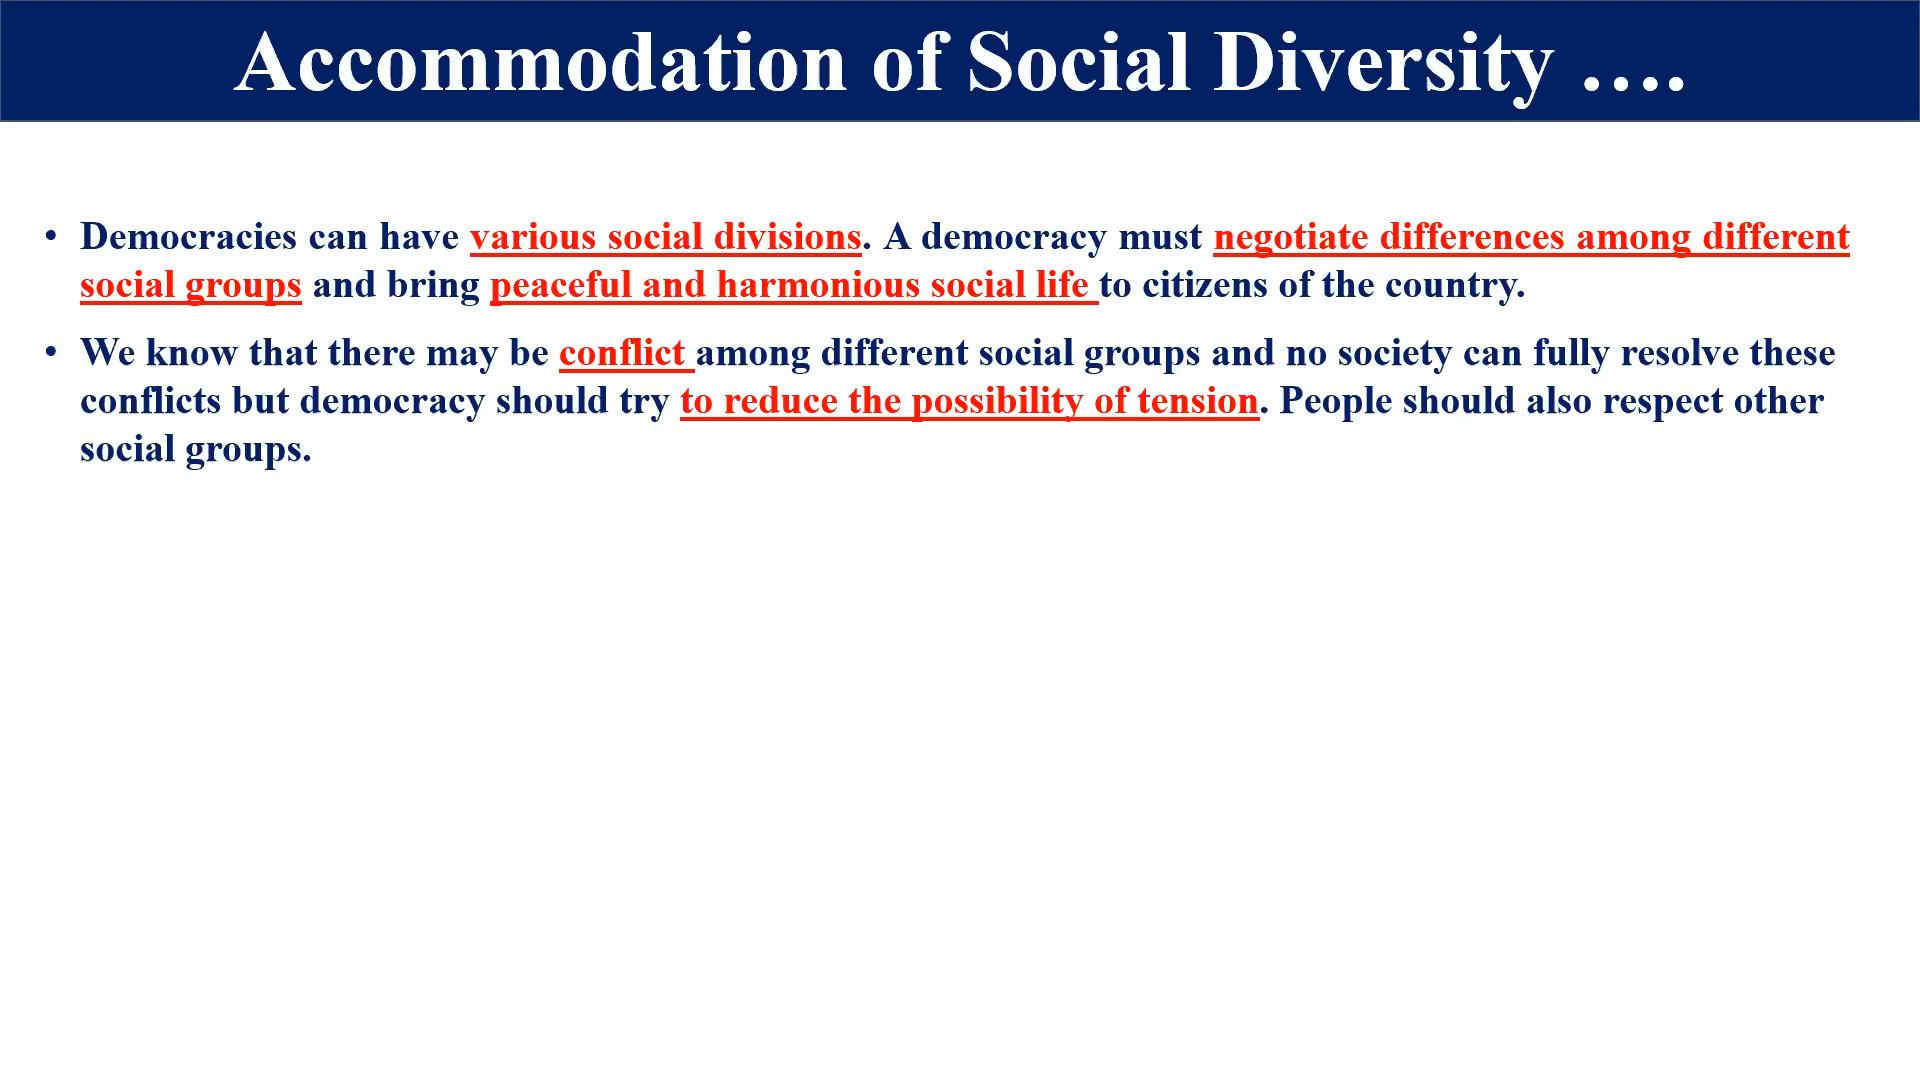 Accommodation of Social Diversity ….
• Democracies can have various social divisions. A democracy must negotiate differences among different
social groups and bring peaceful and harmonious social life to citizens of the country.
• We know that there may be conflict among different social groups and no society can fully resolve these
conflicts but democracy should try to reduce the possibility of tension. People should also respect other
social groups.